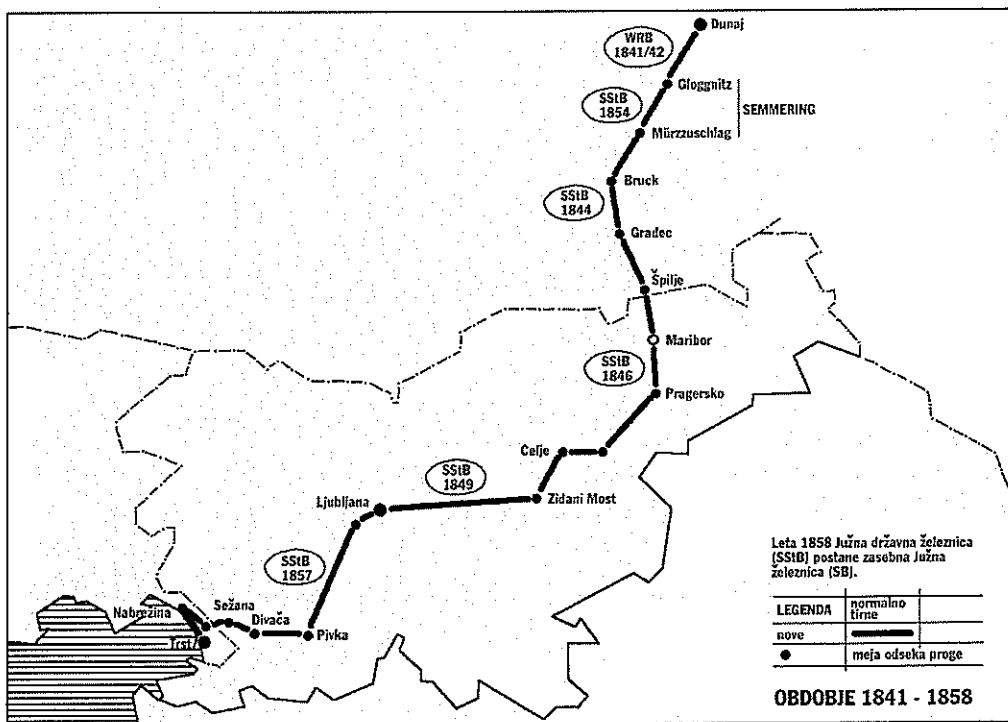 Dunaj
WRB
1841/42
Gloggnitz
SStB
1854
SEMMERING
Mürzzuschlag
Bruck
SStB
1844
Gradec
Špilje
Maribor
SStB
1846
Pragersko
Celje
SStB
1849
Ljubljana
Zidani Most
SStB
1857
Nabrežina
Sežana
Divača
Pivka
Trst
Leta 1858 Južna državna železnica
(SStB) postane zasebna Južna
železnica (SB).
LEGENDA normalno
tirne
nove
meja odseka proge
OBDOBJE 1841 - 1858